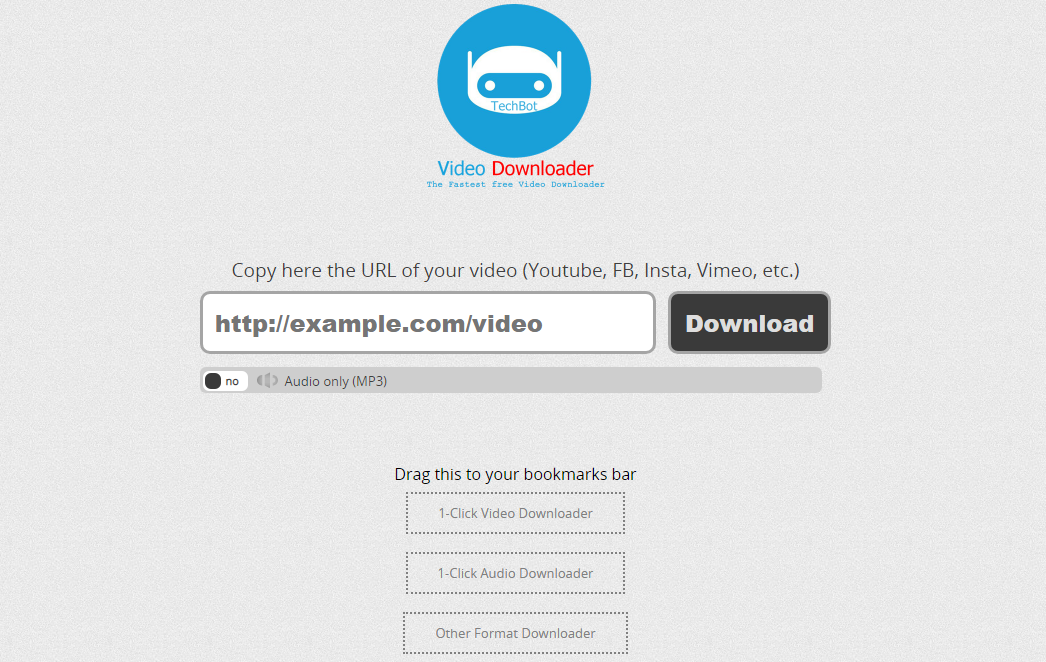 TechBot
Video Downloader
The Fastest free Video Downloader
Copy here the URL of your video (Youtube, FB, Insta, Vimeo, etc.)
http://example.com/video Download
no Audio only (MP3)
Drag this to your bookmarks bar
1-Click Video Downloader
1-Click Audio Downloader
Other Format Downloader